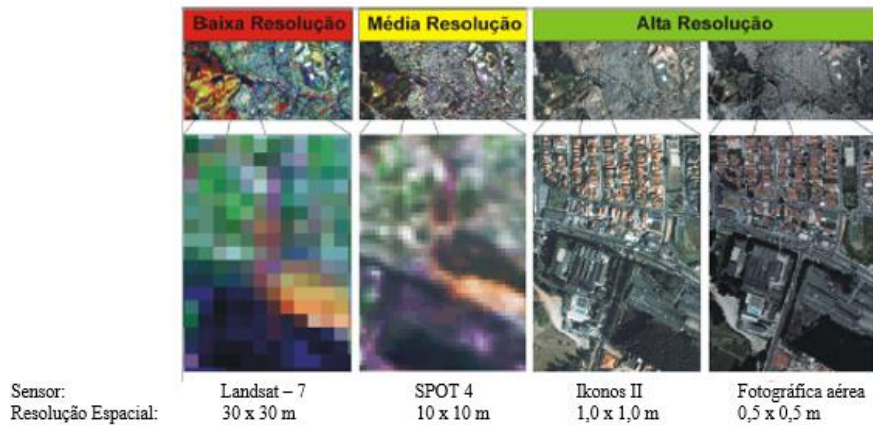 Baixa Resolução Média Resolução Alta Resolução
Sensor: Landsat – 7 SPOT 4 Ikonos II Fotográfica aérea
Resolução Espacial: 30 x 30 m 10 x 10 m 1,0 x 1,0 m 0,5 x 0,5 m